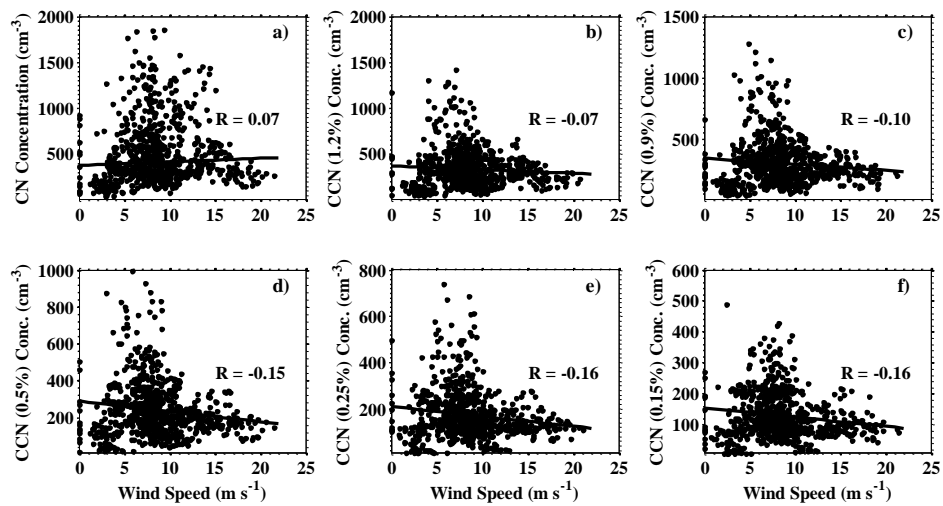 a)
CN Concentration (cm-3)
2000
1500
1000
500
R = 0.07
0 5 10 15 20 25
b)
CCN (1.2%) Conc. (cm-3)
2000
1500
1000
500
R = -0.07
0 5 10 15 20 25
c)
CCN (0.9%) Conc. (cm-3)
1500
1000
500
R = -0.10
0 5 10 15 20 25
d)
CCN (0.5%) Conc. (cm-3)
1000
800
600
400
200
R = -0.15
0 5 10 15 20 25
Wind Speed (m s-1)
e)
CCN (0.25%) Conc. (cm-3)
800
600
400
200
R = -0.16
0 5 10 15 20 25
Wind Speed (m s-1)
f)
CCN (0.15%) Conc. (cm-3)
600
500
400
300
200
100
R = -0.16
0 5 10 15 20 25
Wind Speed (m s-1)